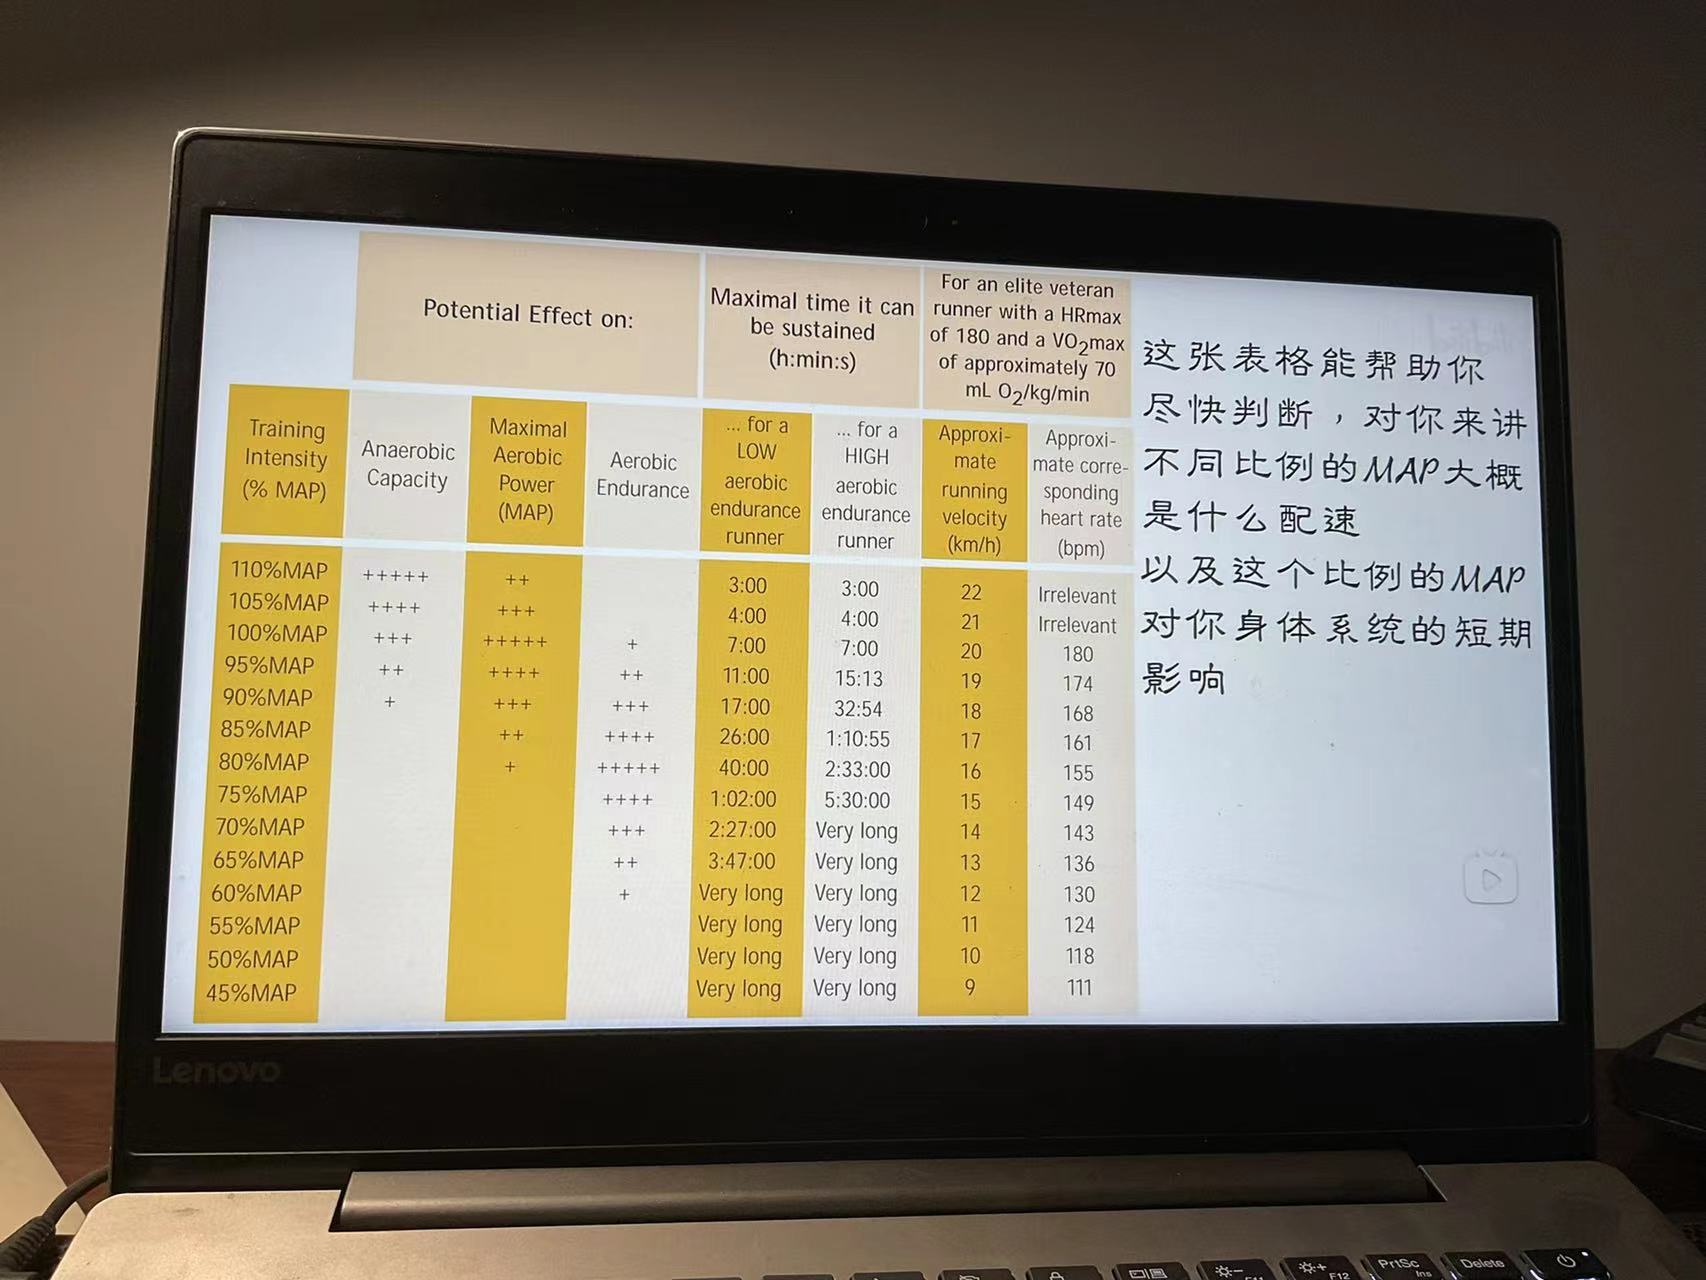 Potential Effect on:
Maximal time it can
be sustained
(h:min:s)
For an elite veteran
runner with a HRmax
of 180 and a VO2max
of approximately 70
mL O2/kg/min
Training
Intensity
(% MAP)
Anaerobic
Capacity
Maximal
Aerobic
Power
(MAP)
Aerobic
Endurance
... for a
LOW
aerobic
endurance
runner
... for a
HIGH
aerobic
endurance
runner
Approxi-
mate
running
velocity
(km/h)
Approxi-
mate corre-
sponding
heart rate
(bpm)
110%MAP +++++ ++ 3:00 3:00 22 Irrelevant
105%MAP ++++ +++ 4:00 4:00 21 Irrelevant
100%MAP +++ +++++ + 7:00 7:00 20 180
95%MAP ++ ++++ ++ 11:00 15:13 19 174
90%MAP + +++ +++ 17:00 32:54 18 168
85%MAP ++ ++++ 26:00 1:10:55 17 161
80%MAP + +++++ 40:00 2:33:00 16 155
75%MAP ++++ 1:02:00 5:30:00 15 149
70%MAP +++ 2:27:00 Very long 14 143
65%MAP ++ 3:47:00 Very long 13 136
60%MAP + Very long Very long 12 130
55%MAP Very long Very long 11 124
50%MAP Very long Very long 10 118
45%MAP Very long Very long 9 111
这张表格能帮助你
尽快判断，对你来讲
不同比例的MAP大概
是什么配速
以及这个比例的MAP
对你身体系统的短期
影响
Lenovo
F11
F12
PrtSc
Ins
Delete